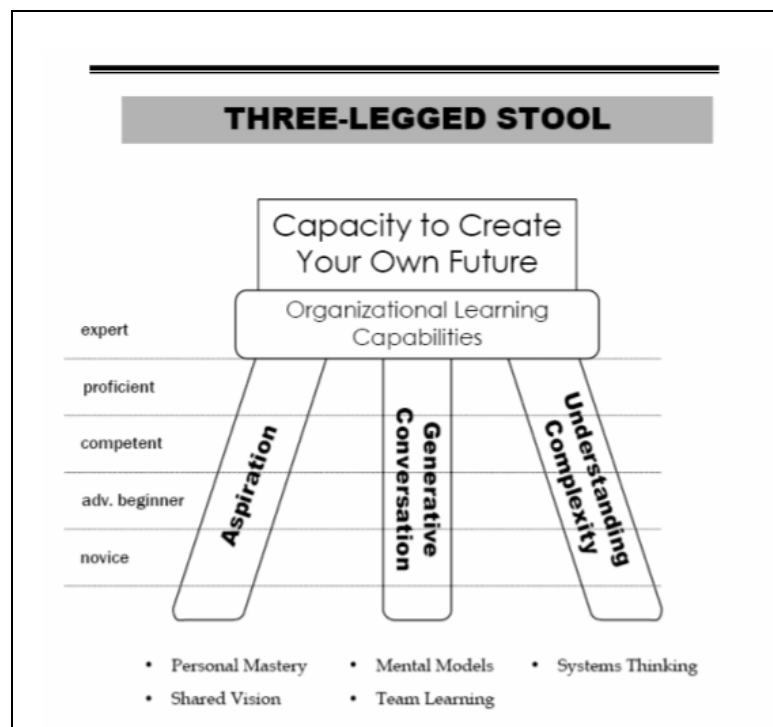 THREE-LEGGED STOOL
Capacity to Create
Your Own Future
Organizational Learning
Capabilities
expert
proficient
competent
adv. beginner
novice
Aspiration
Generative
Conversation
Understanding
Complexity
• Personal Mastery
• Shared Vision
• Mental Models
• Team Learning
• Systems Thinking